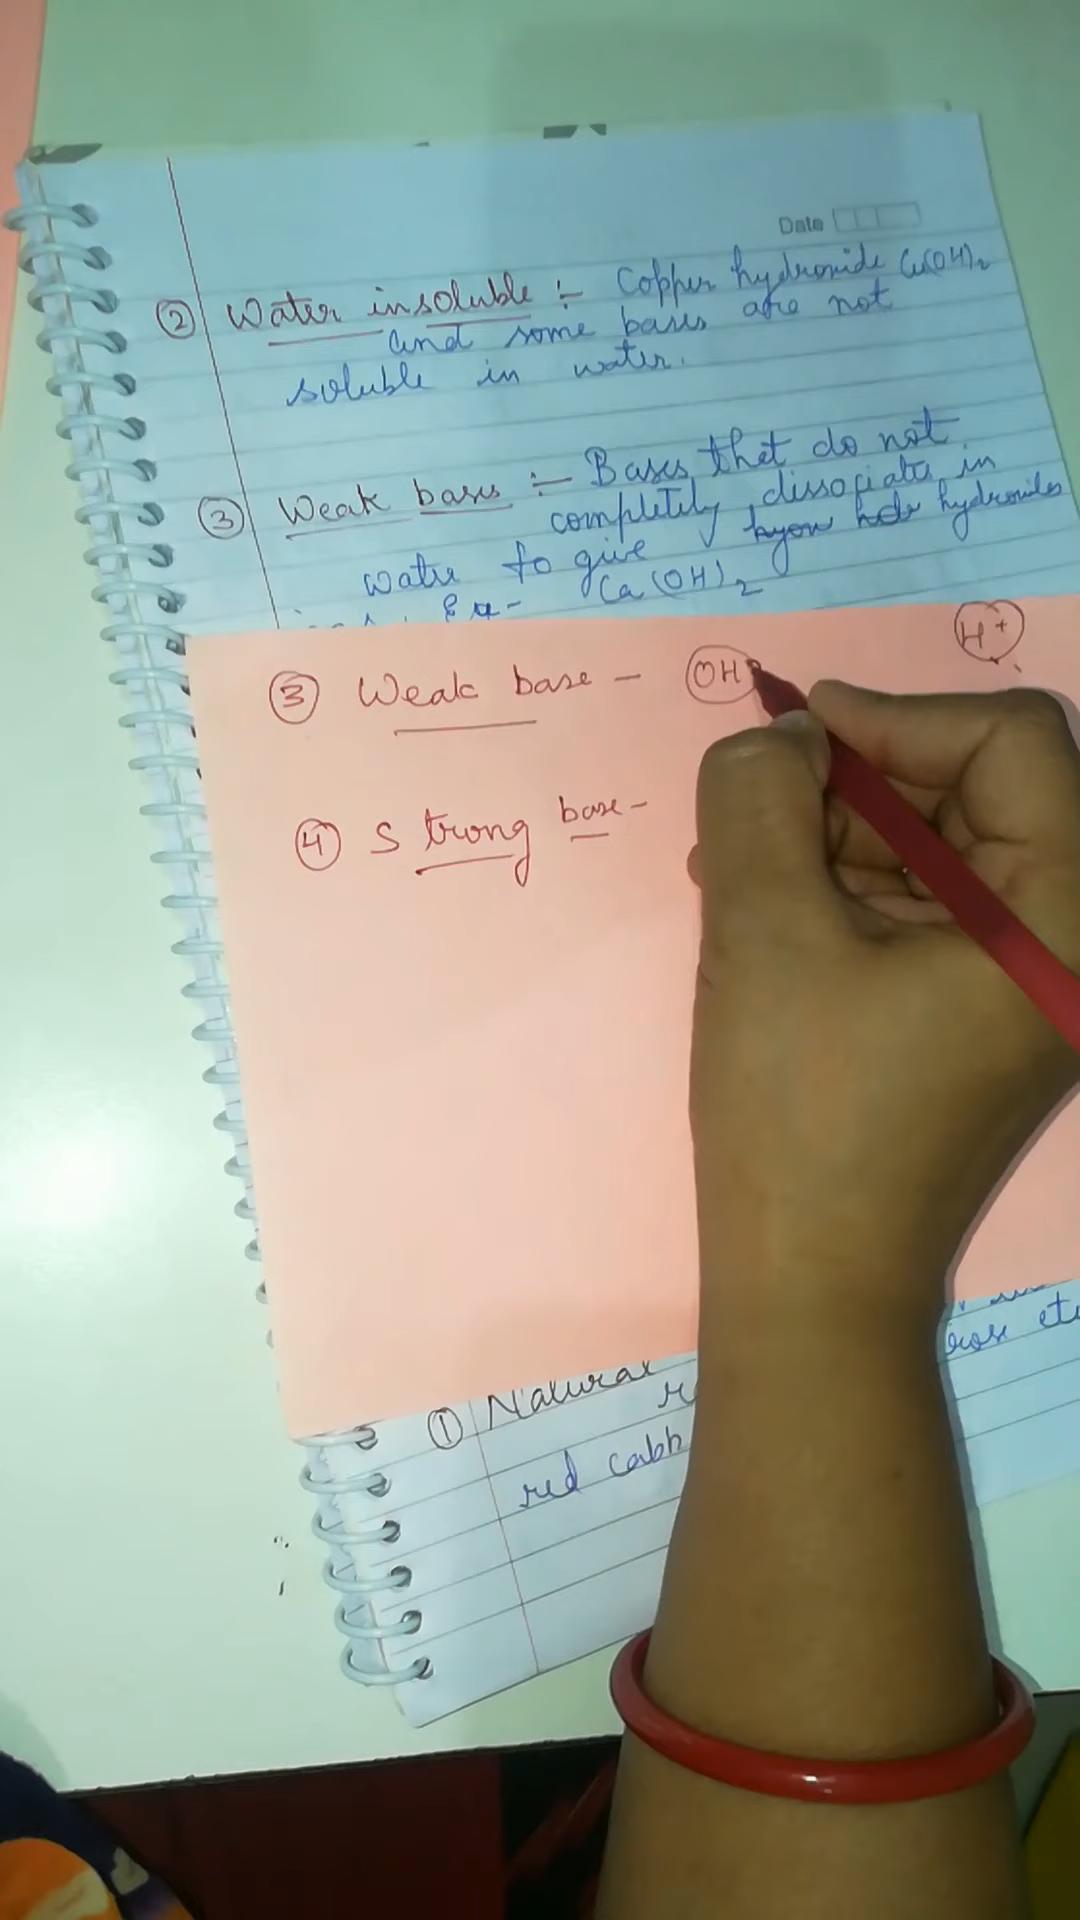 Date
② Water insoluble :- Copper hydroxide Cu(OH)₂
and some bases are not
soluble in water.
③ Weak bases :- Bases that do not
completely dissociate in
water to give hydroxides
Ex- Ca(OH)₂
③ Weak base - OH
H⁺
④ Strong base -
① Natural
rose etc
red cabb